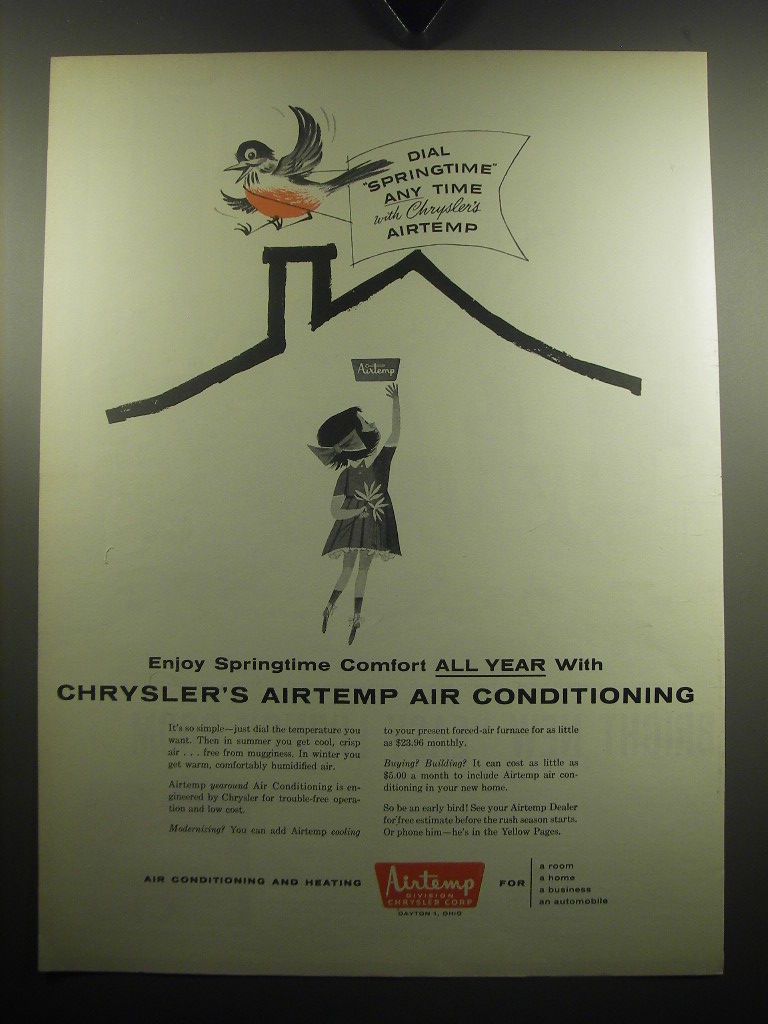 DIAL
"SPRINGTIME"
ANY TIME
with Chrysler's
AIRTEMP
Airtemp
Enjoy Springtime Comfort ALL YEAR With
CHRYSLER'S AIRTEMP AIR CONDITIONING
It's so simple—just dial the temperature you
want. Then in summer you get cool, crisp
air . . . free from mugginess. In winter you
get warm, comfortably humidified air.
Airtemp yearound Air Conditioning is en-
gineered by Chrysler for trouble-free opera-
tion and low cost.
Modernizing? You can add Airtemp cooling
to your present forced-air furnace for as little
as $23.96 monthly.
Buying? Building? It can cost as little as
$5.00 a month to include Airtemp air con-
ditioning in your new home.
So be an early bird! See your Airtemp Dealer
for free estimate before the rush season starts.
Or phone him—he's in the Yellow Pages.
AIR CONDITIONING AND HEATING
Airtemp
DIVISION
CHRYSLER CORP
DAYTON 1, OHIO
FOR
a room
a home
a business
an automobile